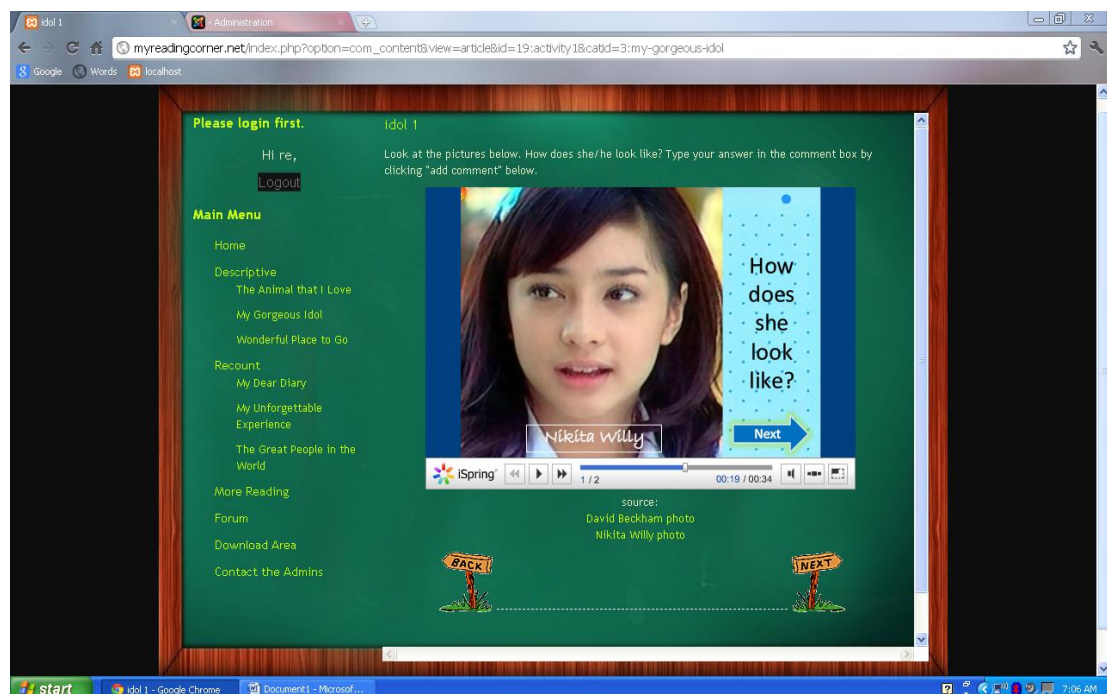 idol 1
- Administration
myreadingcorner.net/index.php?option=com_content&view=article&id=19:activity1&catid=3:my-gorgeous-idol
Google Words localhost
Please login first.
Hi re,
Logout
Main Menu
Home
Descriptive
The Animal that I Love
My Gorgeous Idol
Wonderful Place to Go
Recount
My Dear Diary
My Unforgettable
Experience
The Great People in the
World
More Reading
Forum
Download Area
Contact the Admins
idol 1
Look at the pictures below. How does she/he look like? Type your answer in the comment box by
clicking "add comment" below.
How
does
she
look
like?
Next
Nikita Willy
iSpring 1 / 2 00:19 / 00:34
source:
David Beckham photo
Nikita Willy photo
BACK
NEXT
start idol 1 - Google Chrome Document1 - Microsof... 7:06 AM